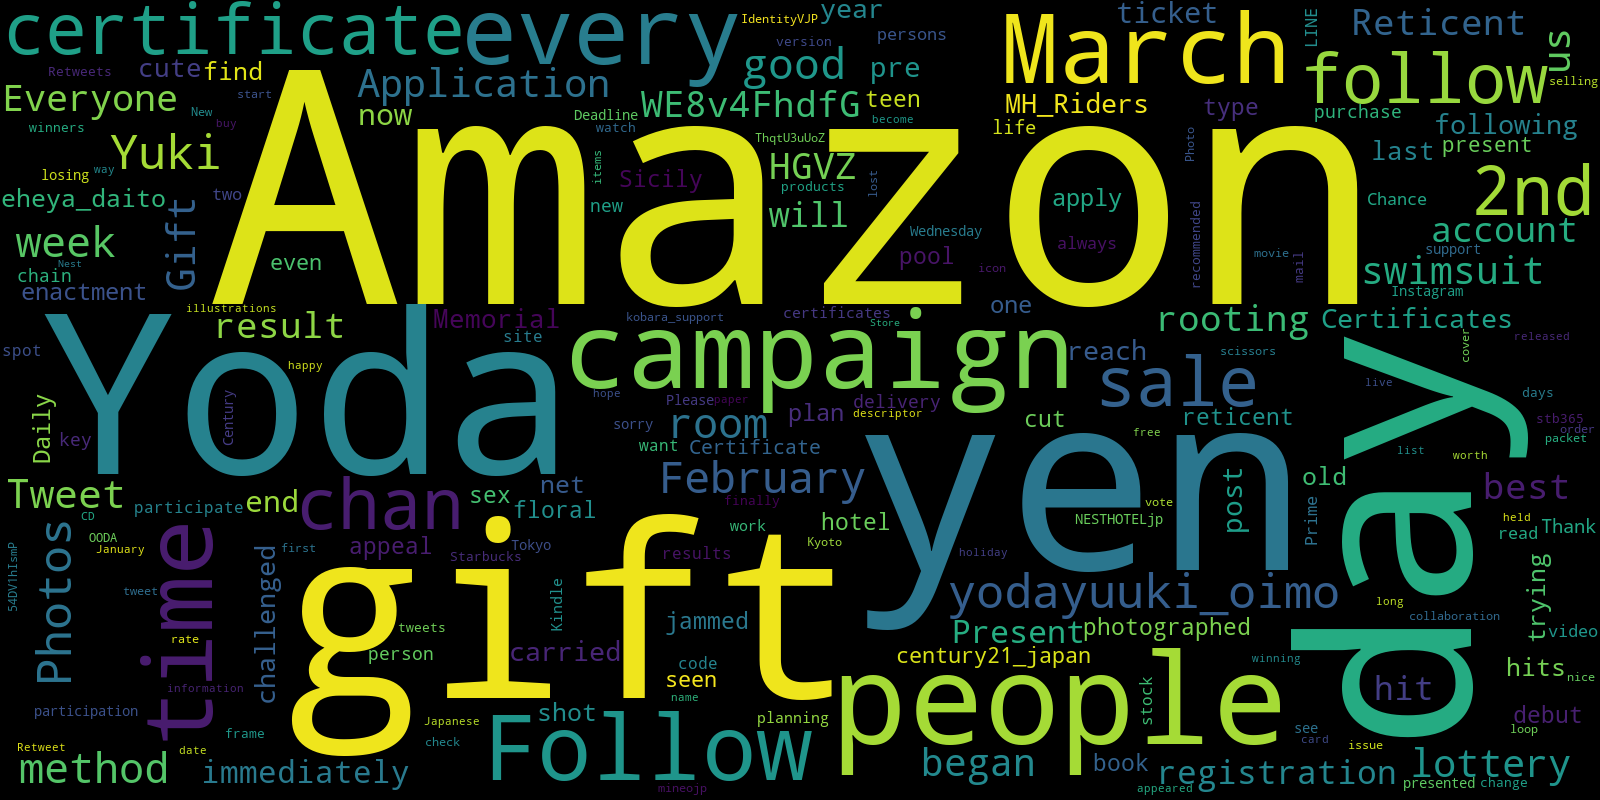 certificate every IdentityVJP year ticket March LINE Reticent
version persons us
Retweets cute find Application good pre follow selling
Everyone start now WE8v4FhdfG teen MH_Riders type purchase
winners New buy Deadline watch become life following
Yuki Amazon ThqtU3uUoZ Photo last present
losing way items Sicily HGVZ 2nd
eheya_daito two Gift new products lost apply Chance
week will Wednesday recommended account
even pool always movie mail support
chain Nest icon swimsuit
enactment illustrations one Instagram
result Memorial kobara_support certificates rooting Certificates
Yoda site campaign Store reach cover released
spot happy scissors
hope Please paper delivery sale live days
Daily Century sorry room plan descriptor cut reticent day stb365
key want Certificate yen free order
list worth packet
Tweet end chan sex net February post old best
participate floral finally vote Prime held
CD work hotel NESTHOTELjp read Thank
Photos OODA January time first appeal Starbucks Tokyo results Kyoto holiday
54DV1hIsmP tweet challenged gift Kindle yodayuuki_oimo long collaboration trying
rate tweets jammed Present photographed video
person carried code century21_japan winning hits
information seen name people hit nice
participation shot planning stock debut
frame Japanese Follow see loop
Retweet date check card issue
method immediately began book registration lottery
mineojp appeared presented change